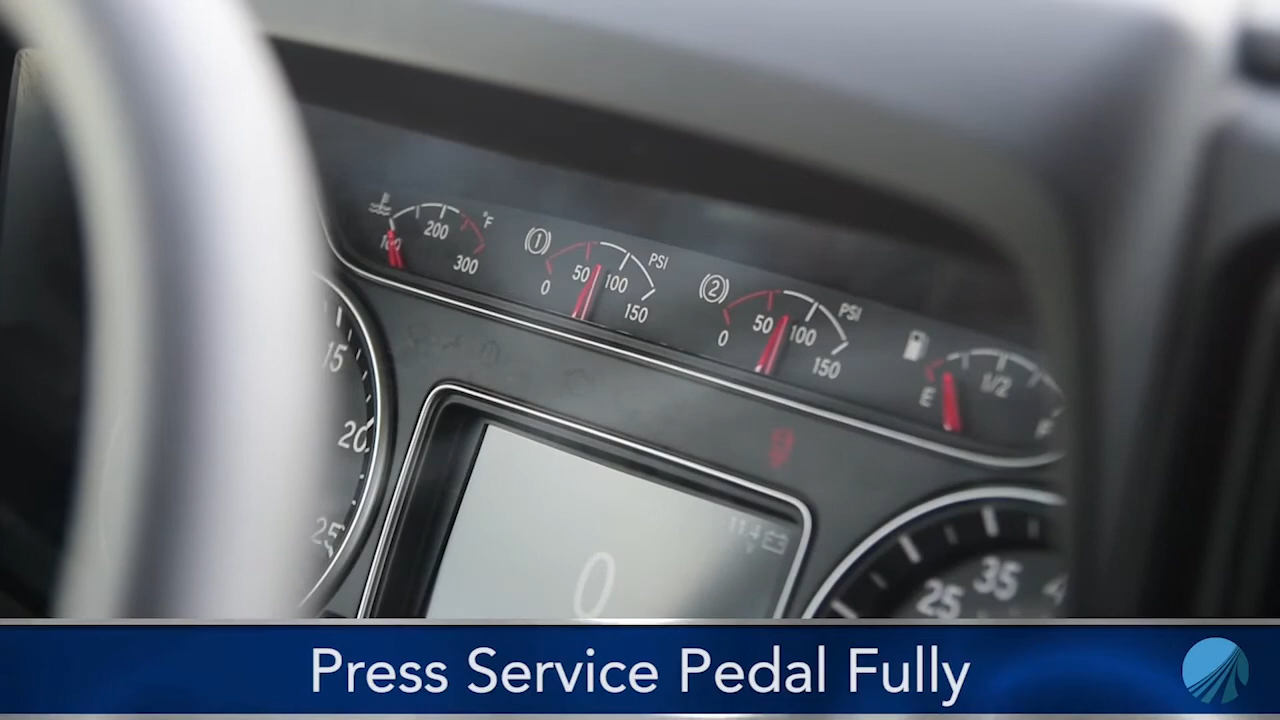 100 200 300 °F
(1) 0 50 100 150 PSI
(2) 0 50 100 150 PSI
E 1/2 F
15
20
25
11.4 V
0
25 35
Press Service Pedal Fully